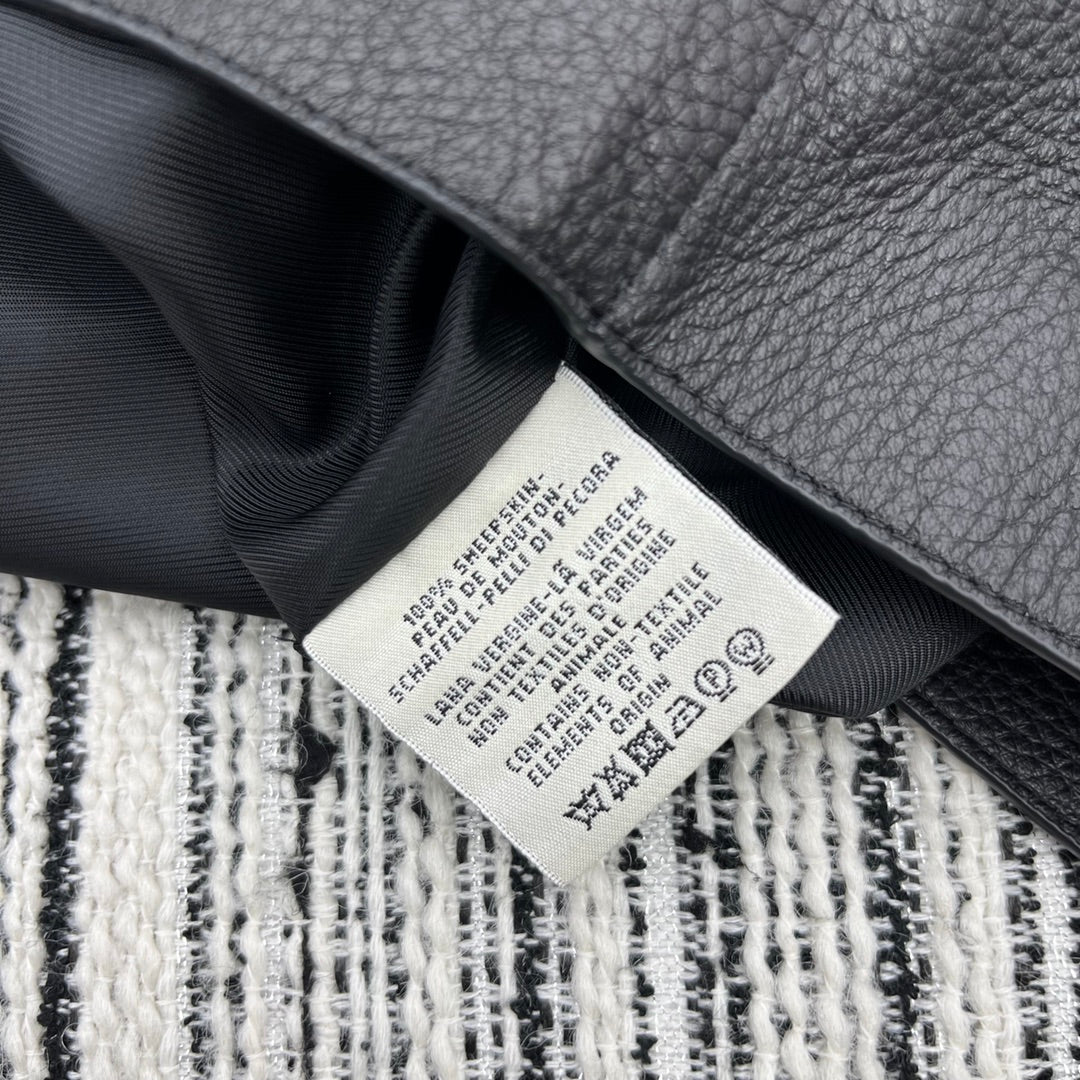 100% SHEEPSKIN-
PEAU DE MOUTON-
SCHAFFELL-PELLE DI PECORA
LANA VERGINE-LÃ VIRGEM
CONTIENT DES PARTIES
NON TEXTILES D'ORIGINE
ANIMALE
CONTAINS NON-TEXTILE
ELEMENTS OF ANIMAL
ORIGIN
P W